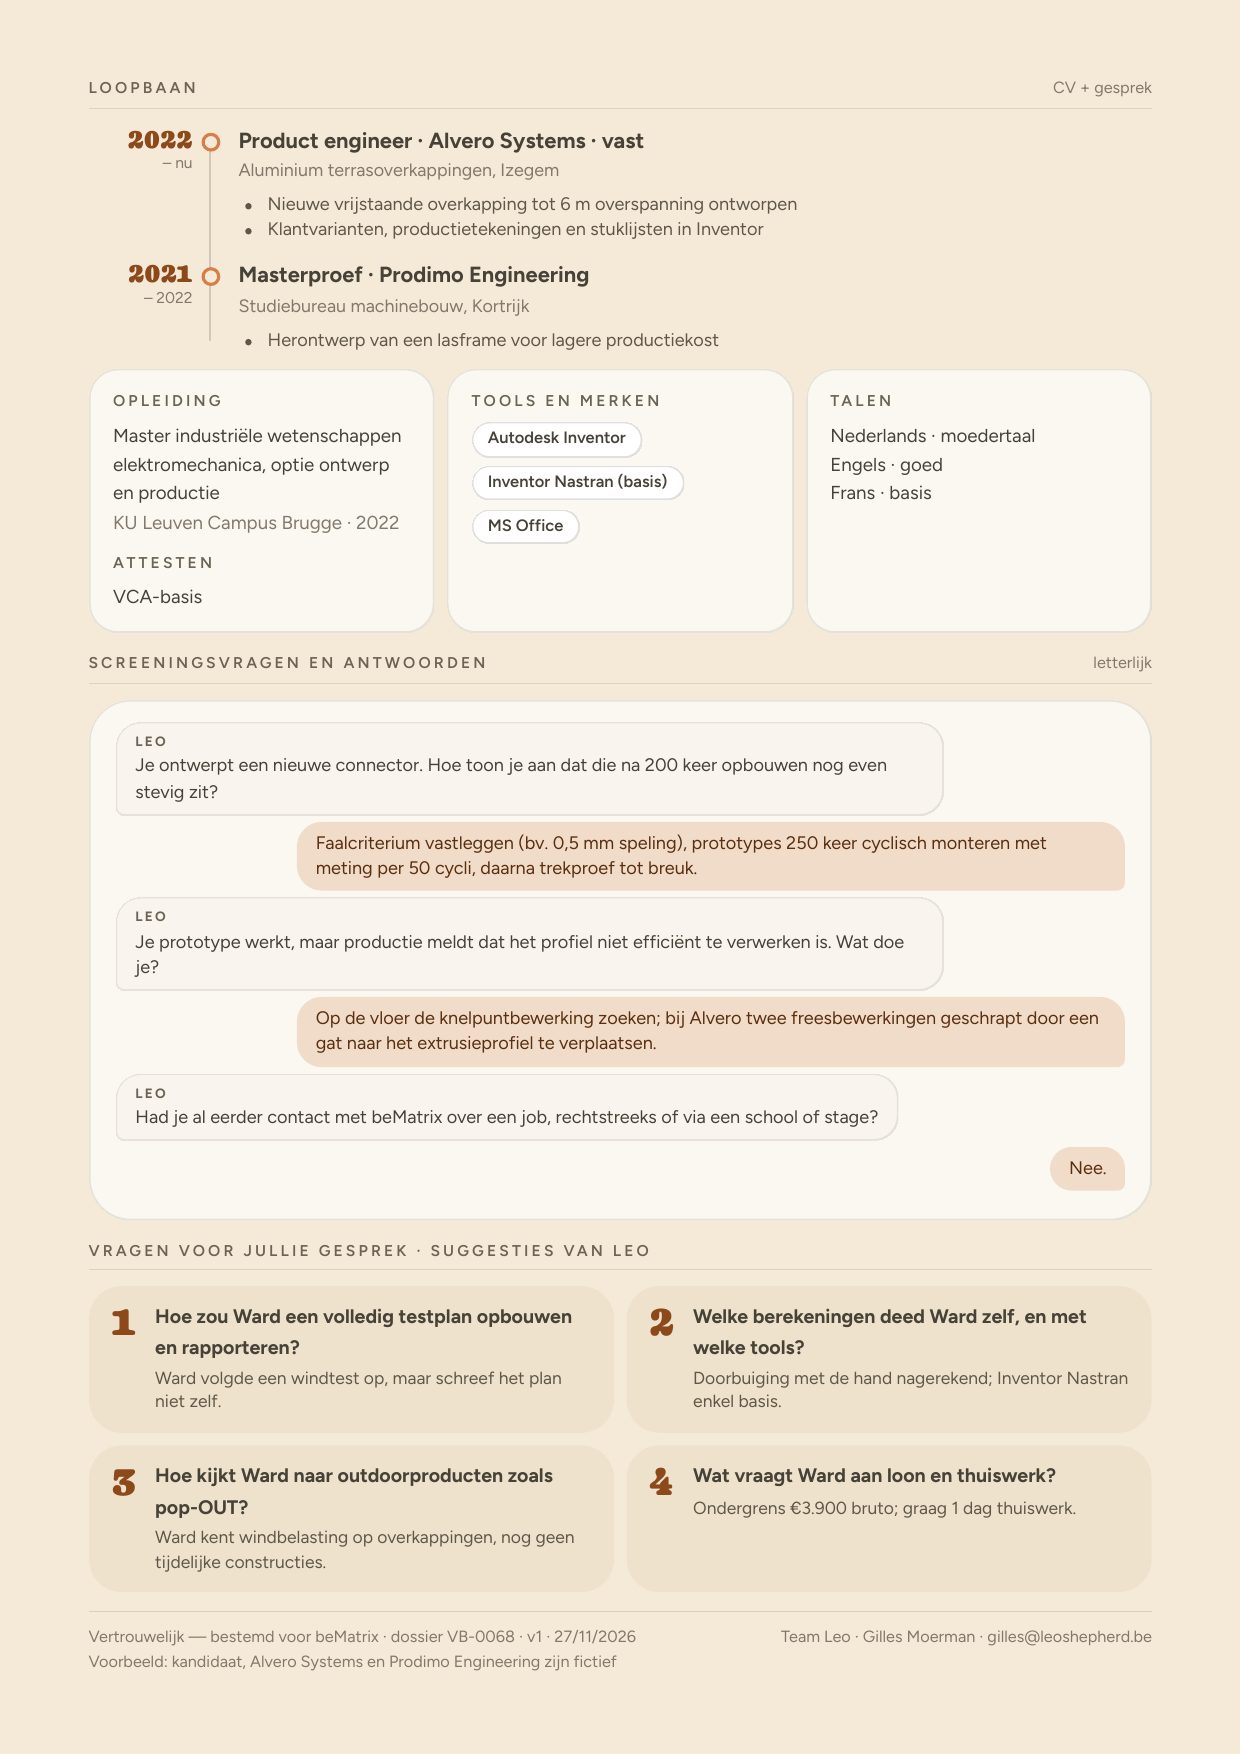 LOOPBAAN
CV + gesprek
2022
– nu
Product engineer · Alvero Systems · vast
Aluminium terrasoverkappingen, Izegem
• Nieuwe vrijstaande overkapping tot 6 m overspanning ontworpen
• Klantvarianten, productietekeningen en stuklijsten in Inventor
2021
– 2022
Masterproef · Prodimo Engineering
Studiebureau machinebouw, Kortrijk
• Herontwerp van een lasframe voor lagere productiekost
OPLEIDING
Master industriële wetenschappen
elektromechanica, optie ontwerp
en productie
KU Leuven Campus Brugge · 2022
ATTESTEN
VCA-basis
TOOLS EN MERKEN
Autodesk Inventor
Inventor Nastran (basis)
MS Office
TALEN
Nederlands · moedertaal
Engels · goed
Frans · basis
SCREENINGSVRAGEN EN ANTWOORDEN
letterlijk
LEO
Je ontwerpt een nieuwe connector. Hoe toon je aan dat die na 200 keer opbouwen nog even
stevig zit?
Faalcriterium vastleggen (bv. 0,5 mm speling), prototypes 250 keer cyclisch monteren met
meting per 50 cycli, daarna trekproef tot breuk.
LEO
Je prototype werkt, maar productie meldt dat het profiel niet efficiënt te verwerken is. Wat doe
je?
Op de vloer de knelpuntbewerking zoeken; bij Alvero twee freesbewerkingen geschrapt door een
gat naar het extrusieprofiel te verplaatsen.
LEO
Had je al eerder contact met beMatrix over een job, rechtstreeks of via een school of stage?
Nee.
VRAGEN VOOR JULLIE GESPREK · SUGGESTIES VAN LEO
1
Hoe zou Ward een volledig testplan opbouwen
en rapporteren?
Ward volgde een windtest op, maar schreef het plan
niet zelf.
2
Welke berekeningen deed Ward zelf, en met
welke tools?
Doorbuiging met de hand nagerekend; Inventor Nastran
enkel basis.
3
Hoe kijkt Ward naar outdoorproducten zoals
pop-OUT?
Ward kent windbelasting op overkappingen, nog geen
tijdelijke constructies.
4
Wat vraagt Ward aan loon en thuiswerk?
Ondergrens €3.900 bruto; graag 1 dag thuiswerk.
Vertrouwelijk — bestemd voor beMatrix · dossier VB-0068 · v1 · 27/11/2026
Team Leo · Gilles Moerman · gilles@leoshepherd.be
Voorbeeld: kandidaat, Alvero Systems en Prodimo Engineering zijn fictief